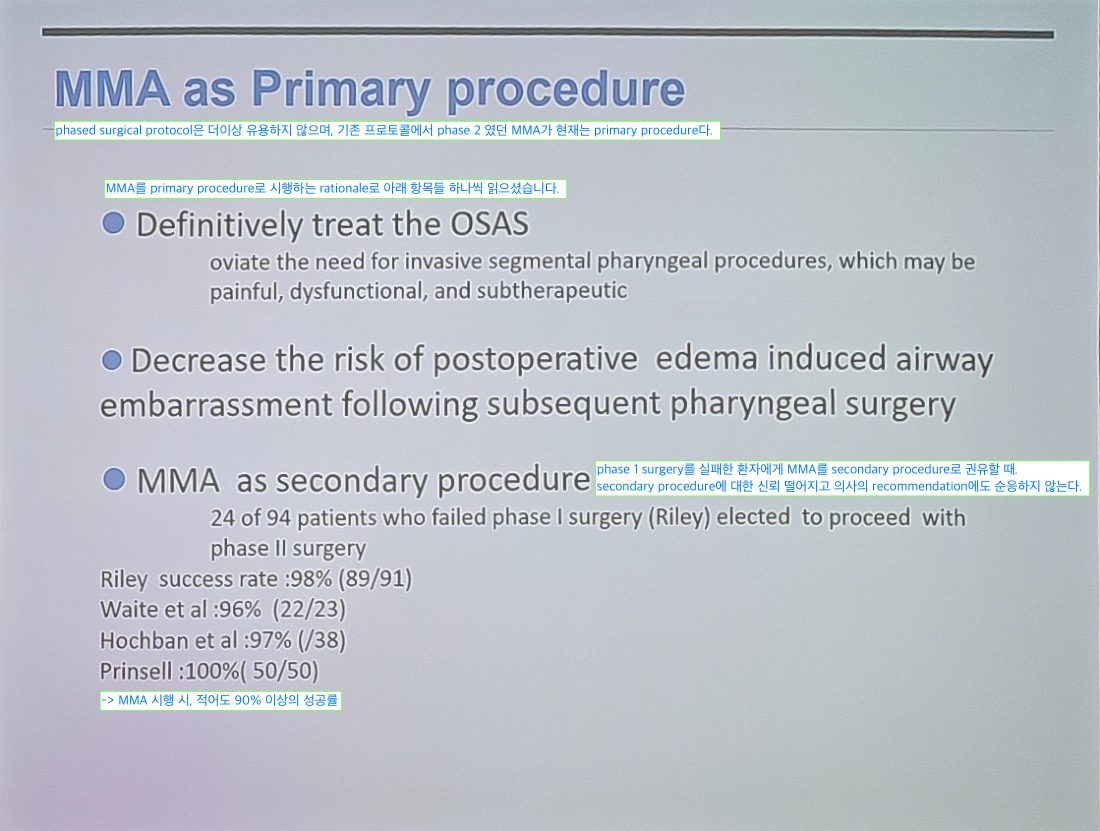 MMA as Primary procedure
phased surgical protocol은 더이상 유용하지 않으며, 기존 프로토콜에서 phase 2 였던 MMA가 현재는 primary procedure다.
MMA를 primary procedure로 시행하는 rationale로 아래 항목들 하나씩 읽으셨습니다.
Definitively treat the OSAS
oviate the need for invasive segmental pharyngeal procedures, which may be
painful, dysfunctional, and subtherapeutic
Decrease the risk of postoperative edema induced airway
embarrassment following subsequent pharyngeal surgery
MMA as secondary procedure
phase 1 surgery를 실패한 환자에게 MMA를 secondary procedure로 권유할 때.
secondary procedure에 대한 신뢰 떨어지고 의사의 recommendation에도 순응하지 않는다.
24 of 94 patients who failed phase I surgery (Riley) elected to proceed with
phase II surgery
Riley success rate :98% (89/91)
Waite et al :96% (22/23)
Hochban et al :97% (/38)
Prinsell :100%( 50/50)
-> MMA 시행 시, 적어도 90% 이상의 성공률